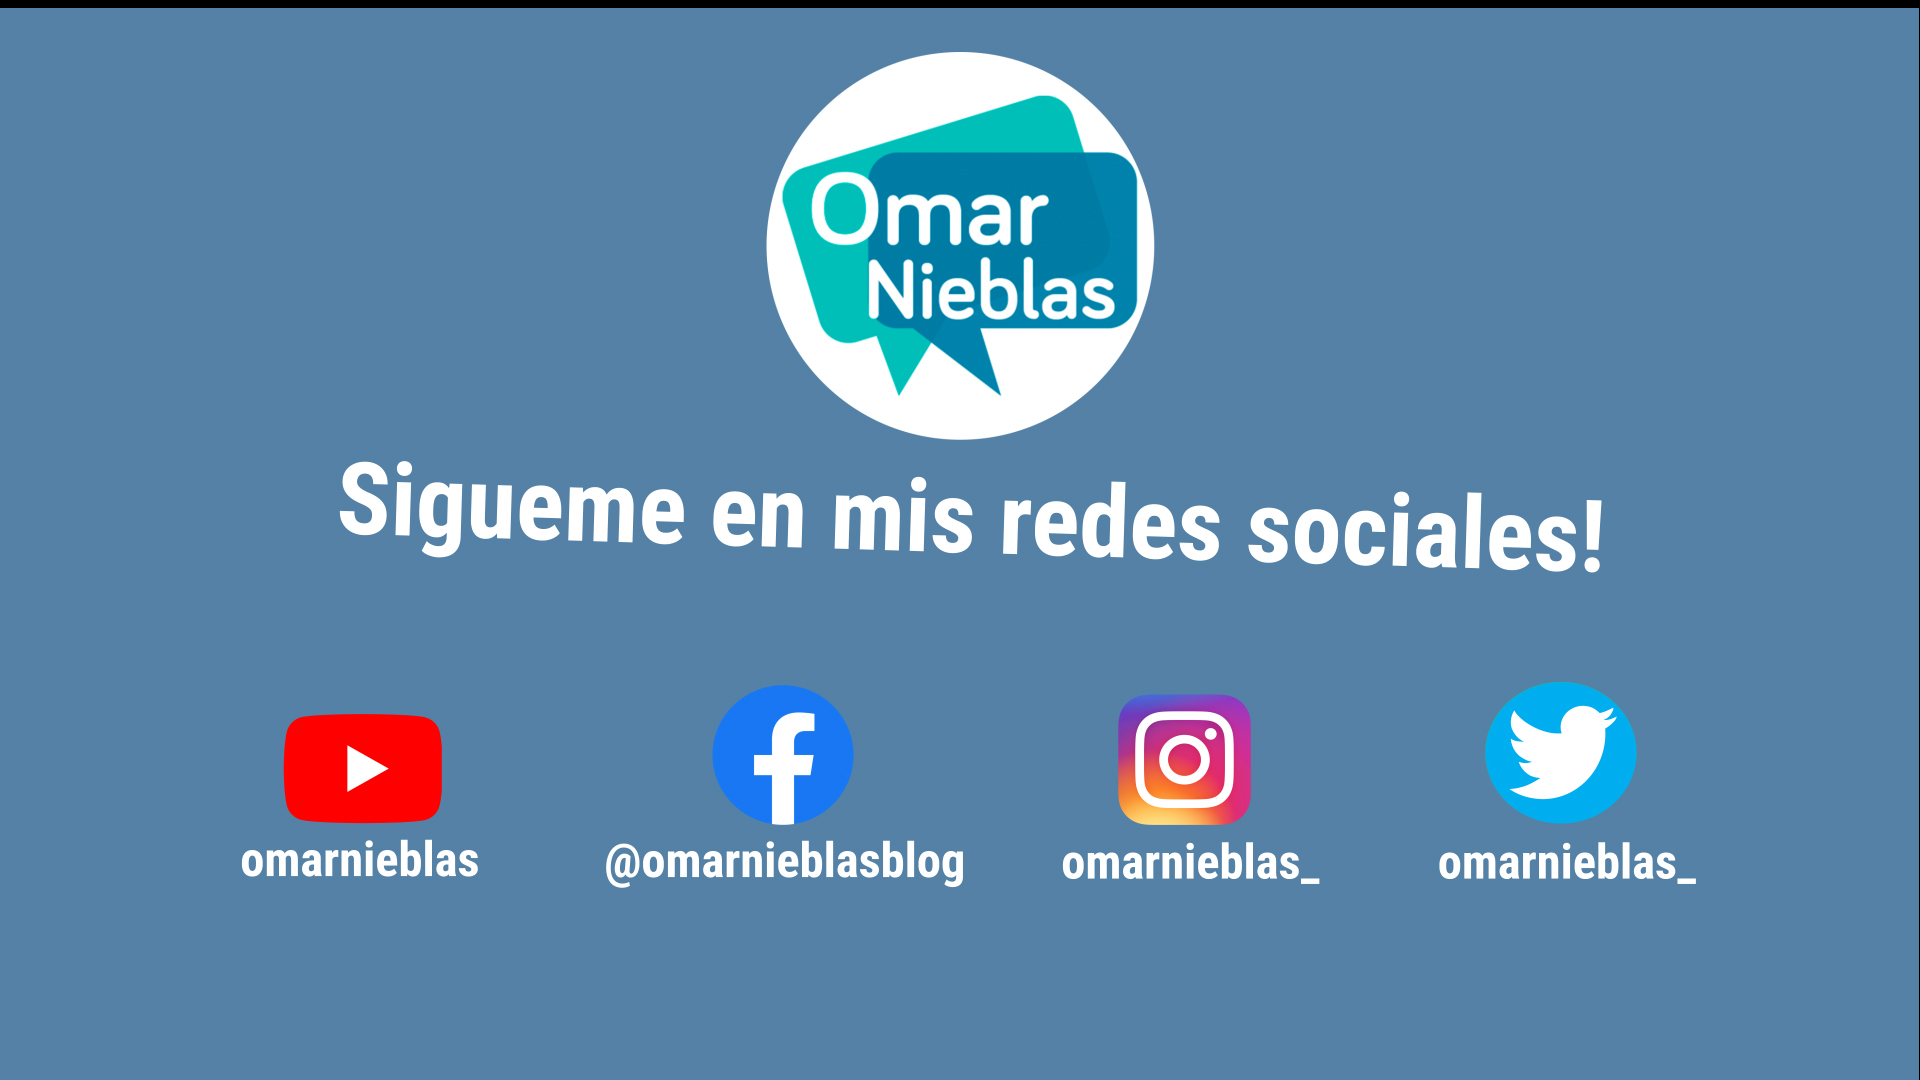 Omar
Nieblas
Sigueme en mis redes sociales!
omarnieblas
@omarnieblasblog
omarnieblas_
omarnieblas_